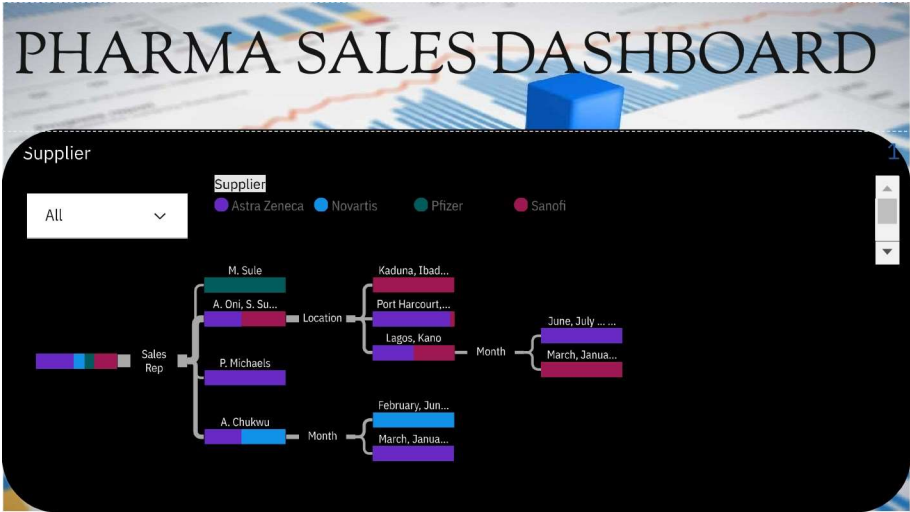 PHARMA SALES DASHBOARD
Supplier
1
All
Supplier
Astra Zeneca Novartis Pfizer Sanofi
M. Sule
A. Oni, S. Su...
P. Michaels
A. Chukwu
Sales
Rep
Location
Kaduna, Ibad...
Port Harcourt,...
Lagos, Kano
Month
June, July ... ...
March, Janua...
Month
February, Jun...
March, Janua...